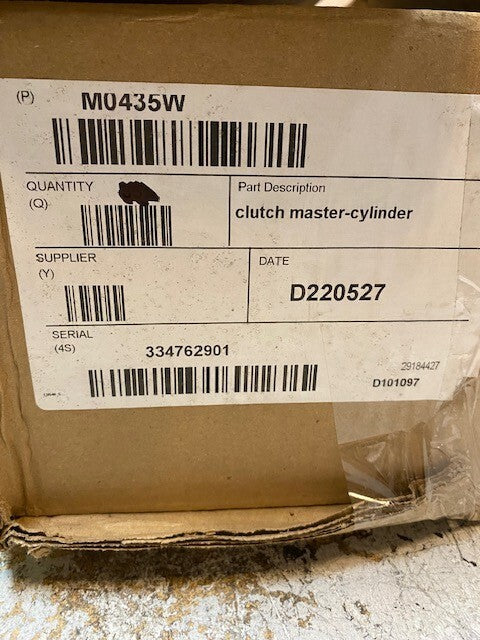 (P) M0435W
QUANTITY
(Q)
Part Description
clutch master-cylinder
SUPPLIER
(Y)
DATE
D220527
SERIAL
(4S)
334762901
29184427
D101097